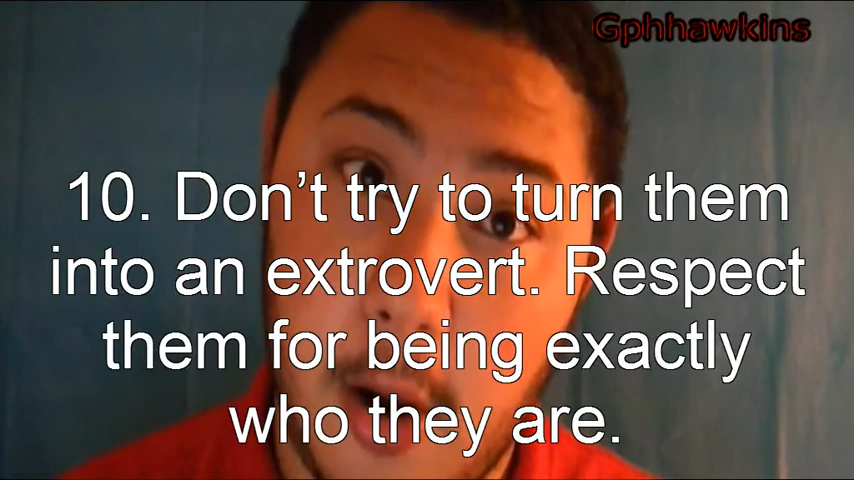 Gphhawkins
10. Don’t try to turn them
into an extrovert. Respect
them for being exactly
who they are.